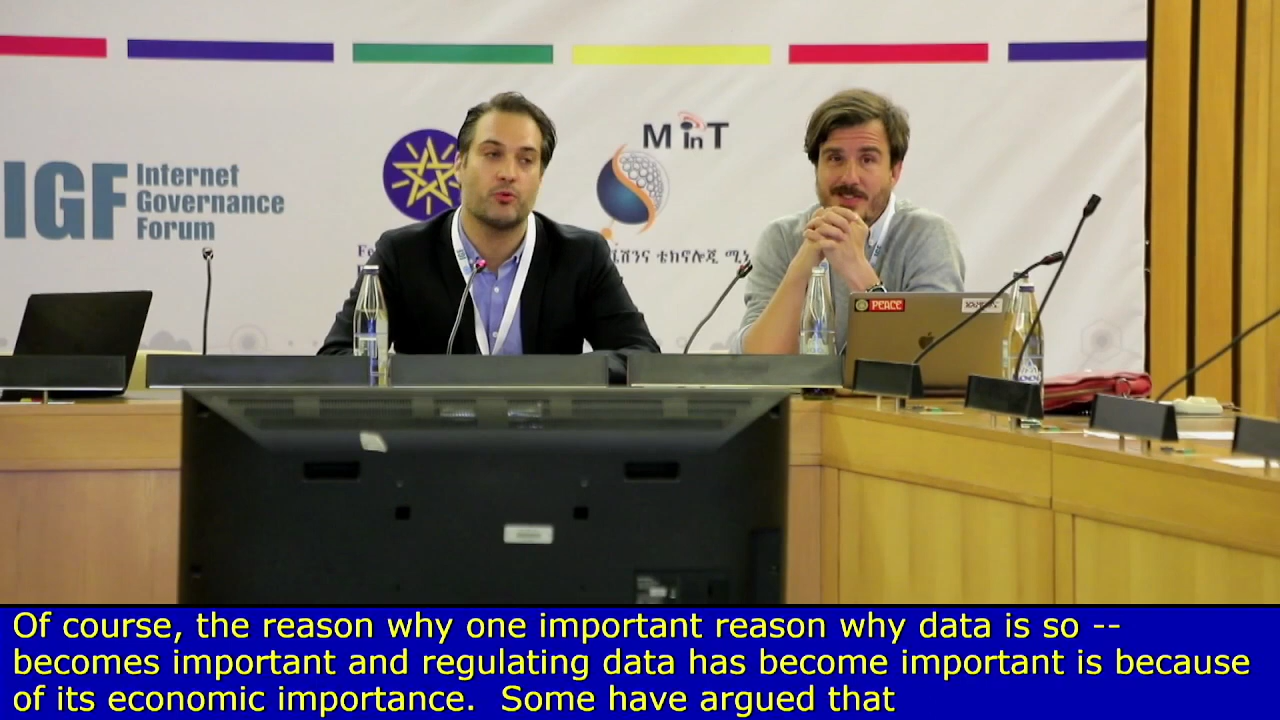 MinT
IGF
Internet
Governance
Forum
ቴክኖሎጂ
PEACE
Of course, the reason why one important reason why data is so --
becomes important and regulating data has become important is because
of its economic importance.  Some have argued that